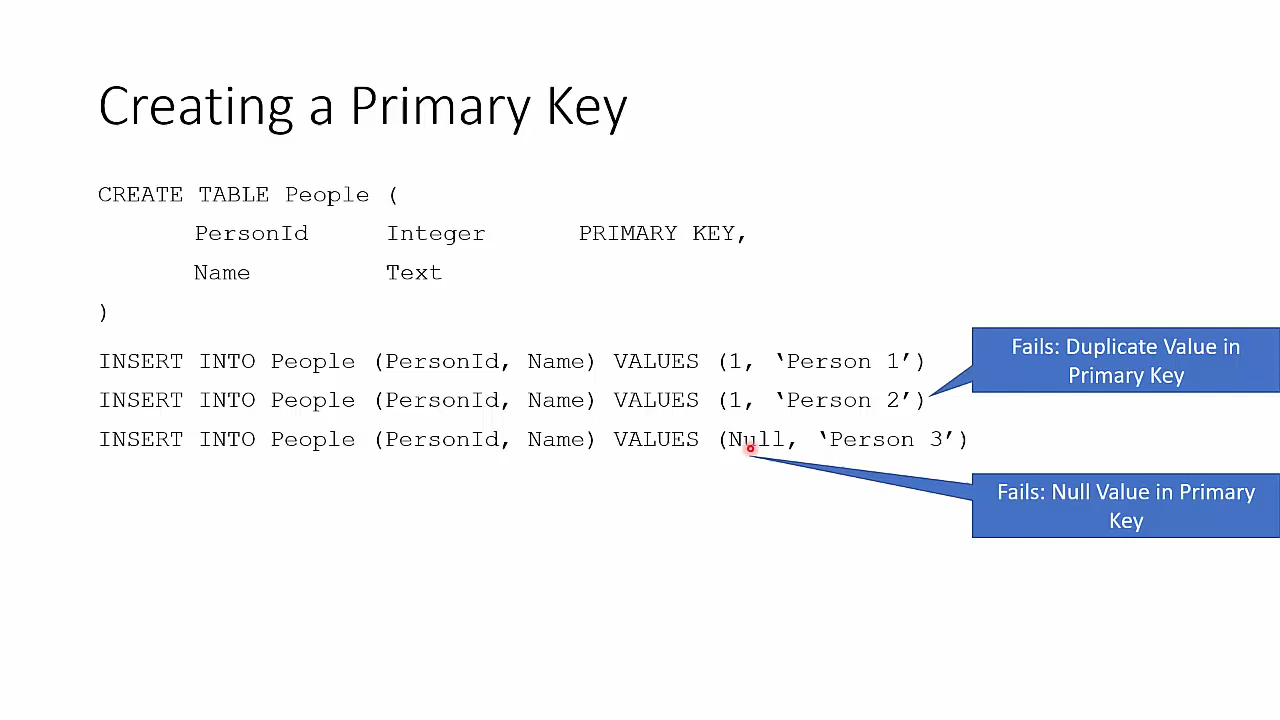 Creating a Primary Key
CREATE TABLE People (
PersonId Integer PRIMARY KEY,
Name Text
)
INSERT INTO People (PersonId, Name) VALUES (1, ‘Person 1’)
INSERT INTO People (PersonId, Name) VALUES (1, ‘Person 2’)
INSERT INTO People (PersonId, Name) VALUES (Null, ‘Person 3’)
Fails: Duplicate Value in
Primary Key
Fails: Null Value in Primary
Key